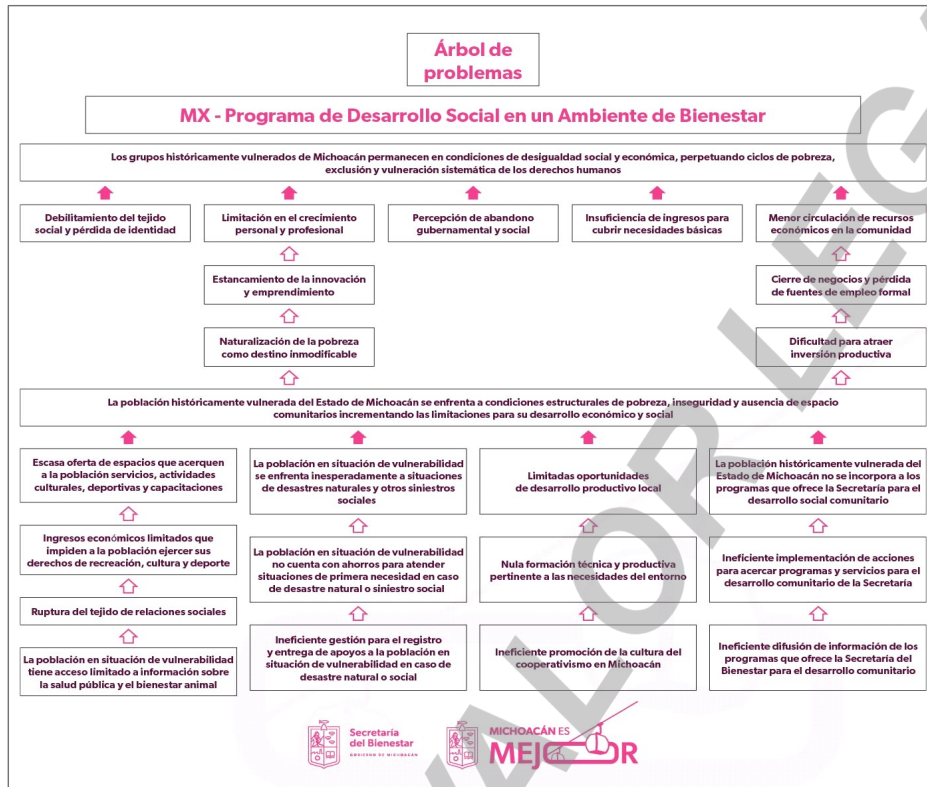 Árbol de
problemas
MX - Programa de Desarrollo Social en un Ambiente de Bienestar
Los grupos históricamente vulnerados de Michoacán permanecen en condiciones de desigualdad social y económica, perpetuando ciclos de pobreza,
exclusión y vulneración sistemática de los derechos humanos
Debilitamiento del tejido
social y pérdida de identidad
Limitación en el crecimiento
personal y profesional
Percepción de abandono
gubernamental y social
Insuficiencia de ingresos para
cubrir necesidades básicas
Menor circulación de recursos
económicos en la comunidad
Estancamiento de la innovación
y emprendimiento
Cierre de negocios y pérdida
de fuentes de empleo formal
Naturalización de la pobreza
como destino inmodificable
Dificultad para atraer
inversión productiva
La población históricamente vulnerada del Estado de Michoacán se enfrenta a condiciones estructurales de pobreza, inseguridad y ausencia de espacio
comunitarios incrementando las limitaciones para su desarrollo económico y social
Escasa oferta de espacios que acerquen
a la población servicios, actividades
culturales, deportivas y capacitaciones
La población en situación de vulnerabilidad
se enfrenta inesperadamente a situaciones
de desastres naturales y otros siniestros
sociales
Limitadas oportunidades
de desarrollo productivo local
La población históricamente vulnerada del
Estado de Michoacán no se incorpora a los
programas que ofrece la Secretaría para el
desarrollo social comunitario
Ingresos económicos limitados que
impiden a la población ejercer sus
derechos de recreación, cultura y deporte
La población en situación de vulnerabilidad
no cuenta con ahorros para atender
situaciones de primera necesidad en caso
de desastre natural o siniestro social
Nula formación técnica y productiva
pertinente a las necesidades del entorno
Ineficiente implementación de acciones
para acercar programas y servicios para el
desarrollo comunitario de la Secretaría
Ruptura del tejido de relaciones sociales
La población en situación de vulnerabilidad
tiene acceso limitado a información sobre
la salud pública y el bienestar animal
Ineficiente gestión para el registro
y entrega de apoyos a la población en
situación de vulnerabilidad en caso de
desastre natural o social
Ineficiente promoción de la cultura del
cooperativismo en Michoacán
Ineficiente difusión de información de los
programas que ofrece la Secretaría del
Bienestar para el desarrollo comunitario
Secretaría
del Bienestar
GOBIERNO DE MICHOACÁN
MICHOACÁN ES
MEJOR
VALOR LEGA